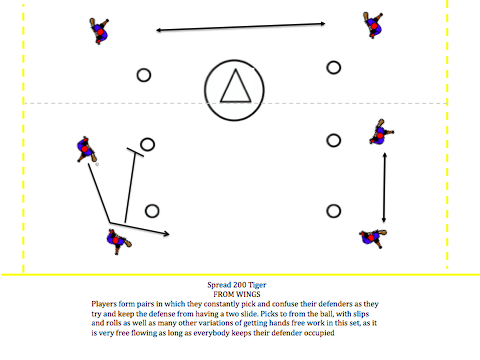 Spread 200 Tiger
FROM WINGS
Players form pairs in which they constantly pick and confuse their defenders as they
try and keep the defense from having a two slide. Picks to from the ball, with slips
and rolls as well as many other variations of getting hands free work in this set, as it
is very free flowing as long as everybody keeps their defender occupied